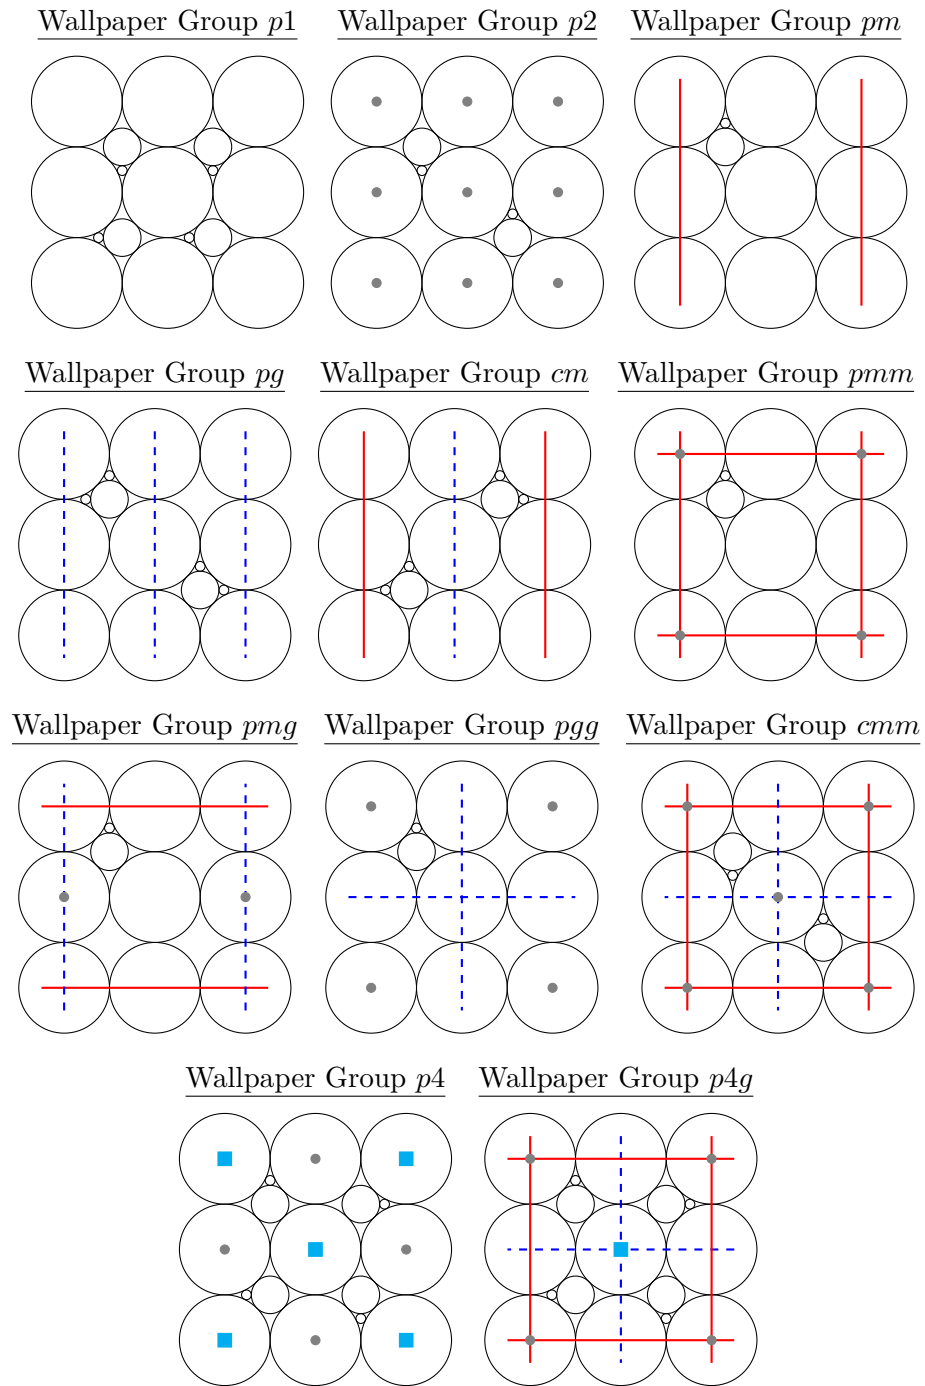 Wallpaper Group p1
Wallpaper Group p2
Wallpaper Group pm
Wallpaper Group pg
Wallpaper Group cm
Wallpaper Group pmm
Wallpaper Group pmg
Wallpaper Group pgg
Wallpaper Group cmm
Wallpaper Group p4
Wallpaper Group p4g